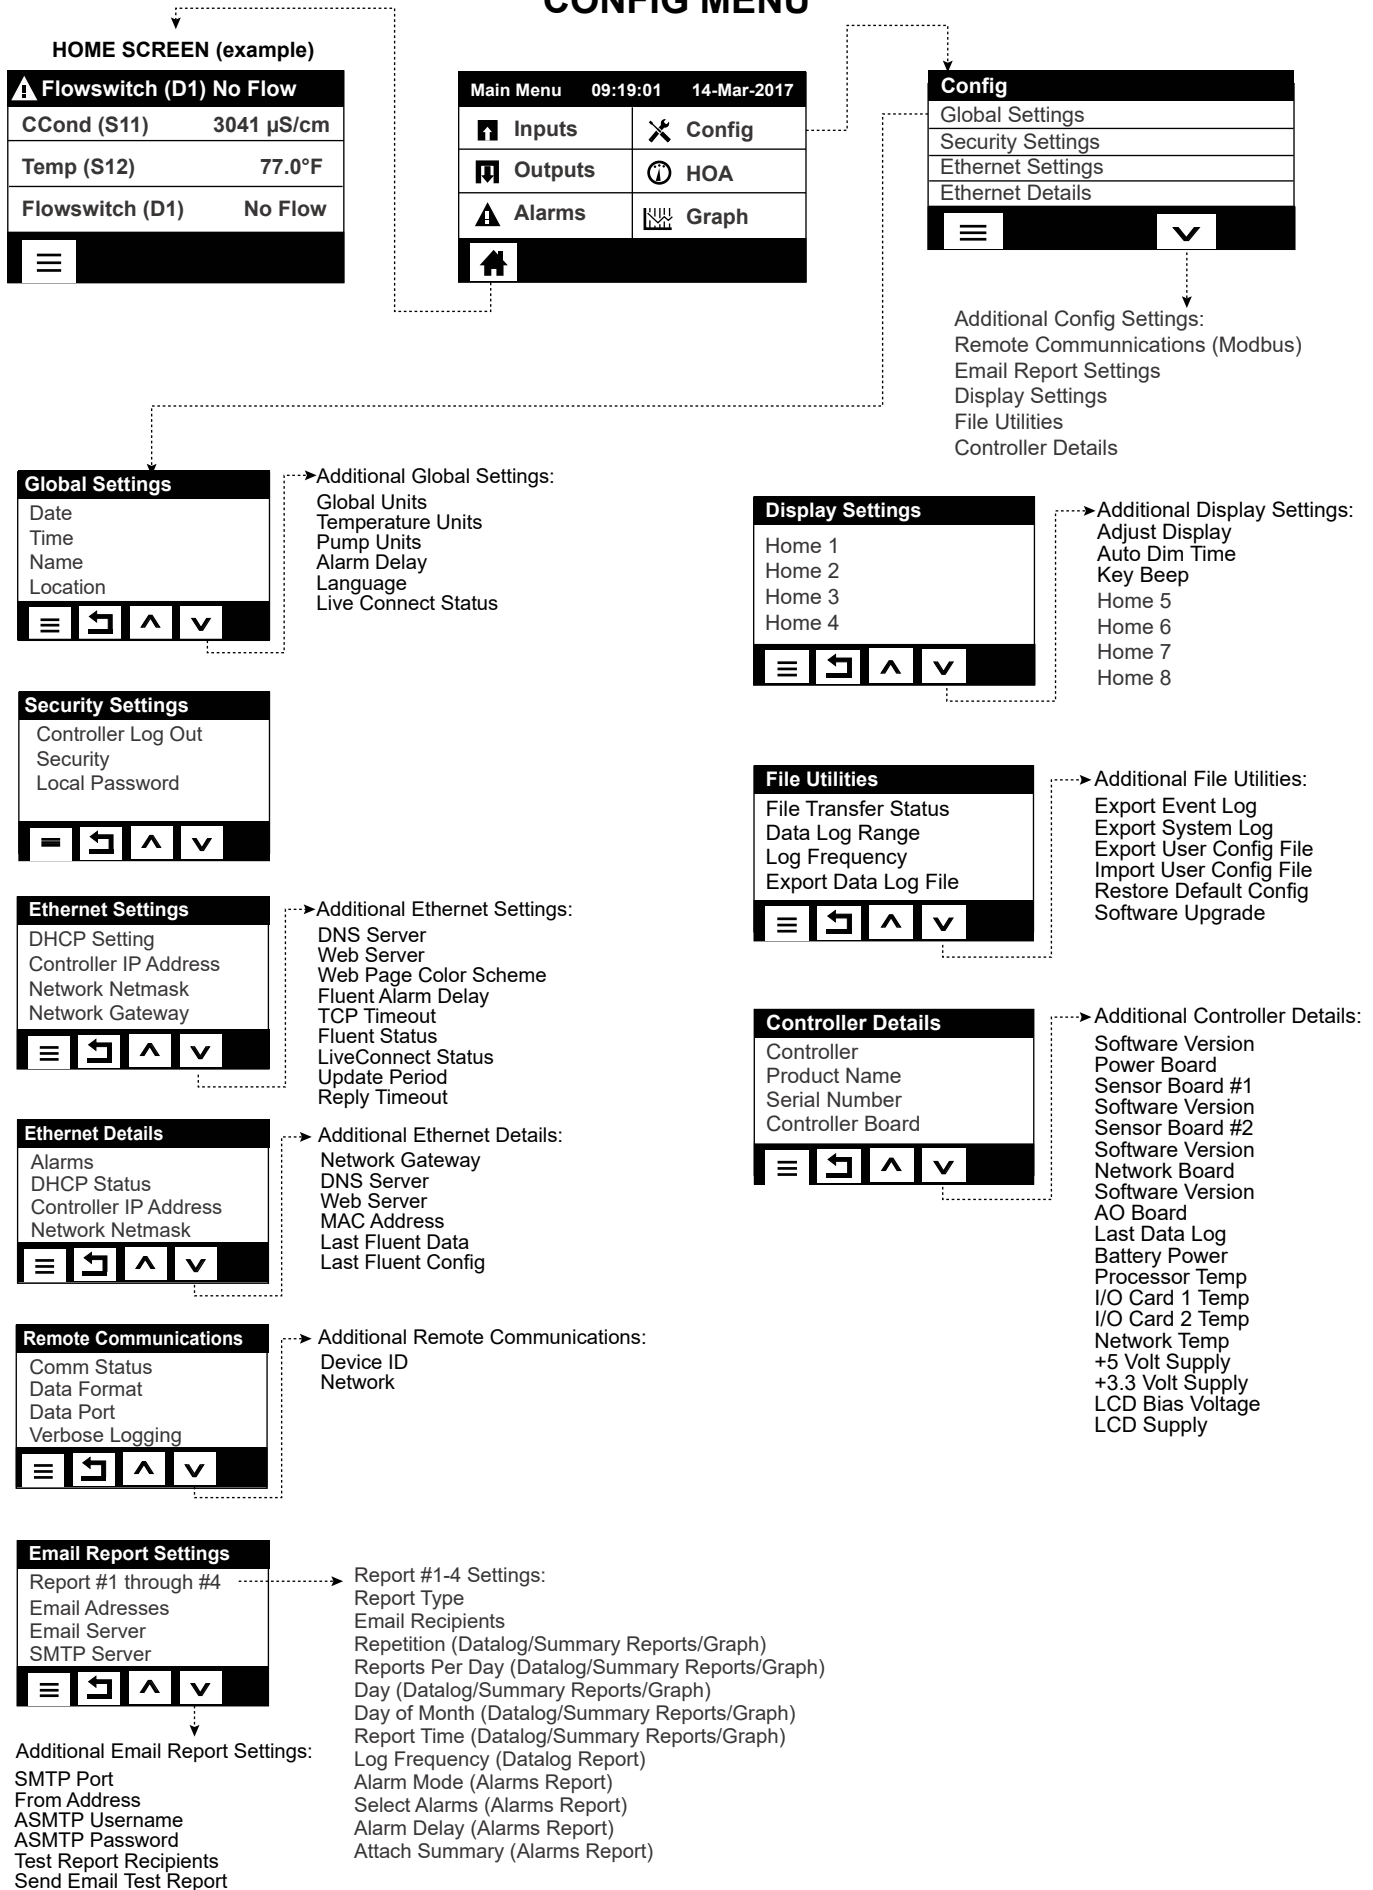 CONFIG MENU
HOME SCREEN (example)
Flowswitch (D1) No Flow
CCond (S11) 3041 µS/cm
Temp (S12) 77.0°F
Flowswitch (D1) No Flow
Main Menu 09:19:01 14-Mar-2017
Inputs Config
Outputs HOA
Alarms Graph
Config
Global Settings
Security Settings
Ethernet Settings
Ethernet Details
Additional Config Settings:
Remote Communnications (Modbus)
Email Report Settings
Display Settings
File Utilities
Controller Details
Global Settings
Date
Time
Name
Location
Additional Global Settings:
Global Units
Temperature Units
Pump Units
Alarm Delay
Language
Live Connect Status
Security Settings
Controller Log Out
Security
Local Password
Ethernet Settings
DHCP Setting
Controller IP Address
Network Netmask
Network Gateway
Additional Ethernet Settings:
DNS Server
Web Server
Web Page Color Scheme
Fluent Alarm Delay
TCP Timeout
Fluent Status
LiveConnect Status
Update Period
Reply Timeout
Ethernet Details
Alarms
DHCP Status
Controller IP Address
Network Netmask
Additional Ethernet Details:
Network Gateway
DNS Server
Web Server
MAC Address
Last Fluent Data
Last Fluent Config
Remote Communications
Comm Status
Data Format
Data Port
Verbose Logging
Additional Remote Communications:
Device ID
Network
Email Report Settings
Report #1 through #4
Email Adresses
Email Server
SMTP Server
Additional Email Report Settings:
SMTP Port
From Address
ASMTP Username
ASMTP Password
Test Report Recipients
Send Email Test Report
Report #1-4 Settings:
Report Type
Email Recipients
Repetition (Datalog/Summary Reports/Graph)
Reports Per Day (Datalog/Summary Reports/Graph)
Day (Datalog/Summary Reports/Graph)
Day of Month (Datalog/Summary Reports/Graph)
Report Time (Datalog/Summary Reports/Graph)
Log Frequency (Datalog Report)
Alarm Mode (Alarms Report)
Select Alarms (Alarms Report)
Alarm Delay (Alarms Report)
Attach Summary (Alarms Report)
Display Settings
Home 1
Home 2
Home 3
Home 4
Additional Display Settings:
Adjust Display
Auto Dim Time
Key Beep
Home 5
Home 6
Home 7
Home 8
File Utilities
File Transfer Status
Data Log Range
Log Frequency
Export Data Log File
Additional File Utilities:
Export Event Log
Export System Log
Export User Config File
Import User Config File
Restore Default Config
Software Upgrade
Controller Details
Controller
Product Name
Serial Number
Controller Board
Additional Controller Details:
Software Version
Power Board
Sensor Board #1
Software Version
Sensor Board #2
Software Version
Network Board
Software Version
AO Board
Last Data Log
Battery Power
Processor Temp
I/O Card 1 Temp
I/O Card 2 Temp
Network Temp
+5 Volt Supply
+3.3 Volt Supply
LCD Bias Voltage
LCD Supply